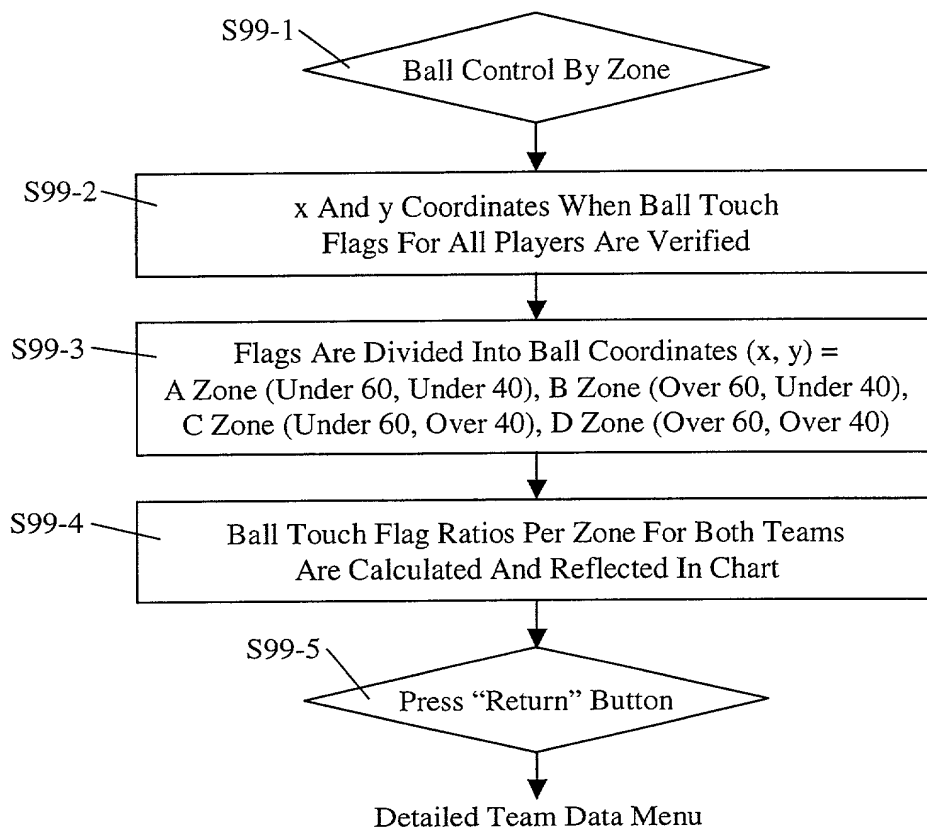 S99-1
Ball Control By Zone
S99-2
x And y Coordinates When Ball Touch
Flags For All Players Are Verified
S99-3
Flags Are Divided Into Ball Coordinates (x, y) =
A Zone (Under 60, Under 40), B Zone (Over 60, Under 40),
C Zone (Under 60, Over 40), D Zone (Over 60, Over 40)
S99-4
Ball Touch Flag Ratios Per Zone For Both Teams
Are Calculated And Reflected In Chart
S99-5
Press “Return” Button
Detailed Team Data Menu